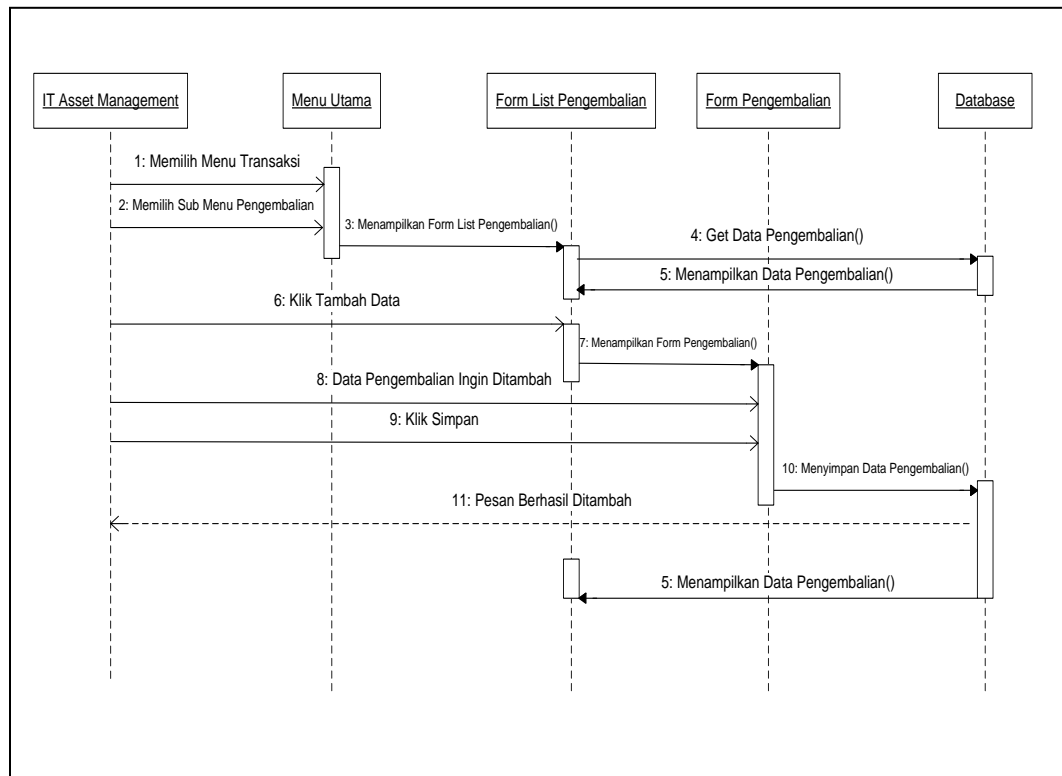 IT Asset Management
Menu Utama
Form List Pengembalian
Form Pengembalian
Database
1: Memilih Menu Transaksi
2: Memilih Sub Menu Pengembalian
3: Menampilkan Form List Pengembalian()
4: Get Data Pengembalian()
5: Menampilkan Data Pengembalian()
6: Klik Tambah Data
7: Menampilkan Form Pengembalian()
8: Data Pengembalian Ingin Ditambah
9: Klik Simpan
10: Menyimpan Data Pengembalian()
11: Pesan Berhasil Ditambah
5: Menampilkan Data Pengembalian()